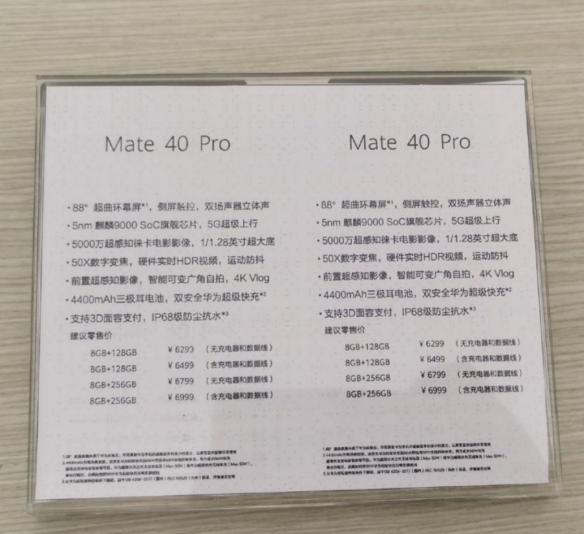 Mate 40 Pro
• 88° 超曲环幕屏*¹，侧屏触控，双扬声器立体声
• 5nm 麒麟9000 SoC旗舰芯片，5G超级上行
• 5000万超感知徕卡电影影像，1/1.28英寸超大底
• 50X数字变焦，硬件实时HDR视频，运动防抖
• 前置超感知影像，智能可变广角自拍，4K Vlog
• 4400mAh三极耳电池，双安全华为超级快充*²
• 支持3D面容支付，IP68级防尘抗水*³
建议零售价
8GB+128GB ¥ 6299 （无充电器和数据线）
8GB+128GB ¥ 6499 （含充电器和数据线）
8GB+256GB ¥ 6799 （无充电器和数据线）
8GB+256GB ¥ 6999 （含充电器和数据线）
Mate 40 Pro
• 88° 超曲环幕屏*¹，侧屏触控，双扬声器立体声
• 5nm 麒麟9000 SoC旗舰芯片，5G超级上行
• 5000万超感知徕卡电影影像，1/1.28英寸超大底
• 50X数字变焦，硬件实时HDR视频，运动防抖
• 前置超感知影像，智能可变广角自拍，4K Vlog
• 4400mAh三极耳电池，双安全华为超级快充*²
• 支持3D面容支付，IP68级防尘抗水*³
建议零售价
8GB+128GB ¥ 6299 （无充电器和数据线）
8GB+128GB ¥ 6499 （含充电器和数据线）
8GB+256GB ¥ 6799 （无充电器和数据线）
8GB+256GB ¥ 6999 （含充电器和数据线）